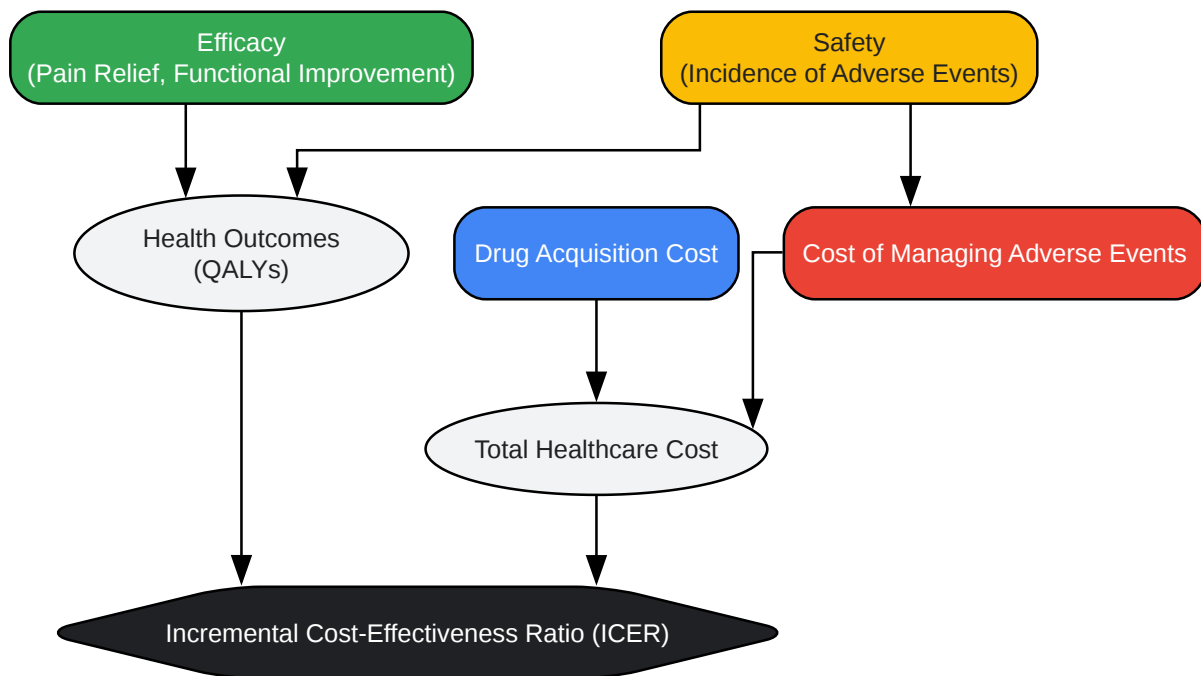 Efficacy
(Pain Relief, Functional Improvement)
Safety
(Incidence of Adverse Events)
Health Outcomes
(QALYs)
Drug Acquisition Cost
Cost of Managing Adverse Events
Total Healthcare Cost
Incremental Cost-Effectiveness Ratio (ICER)